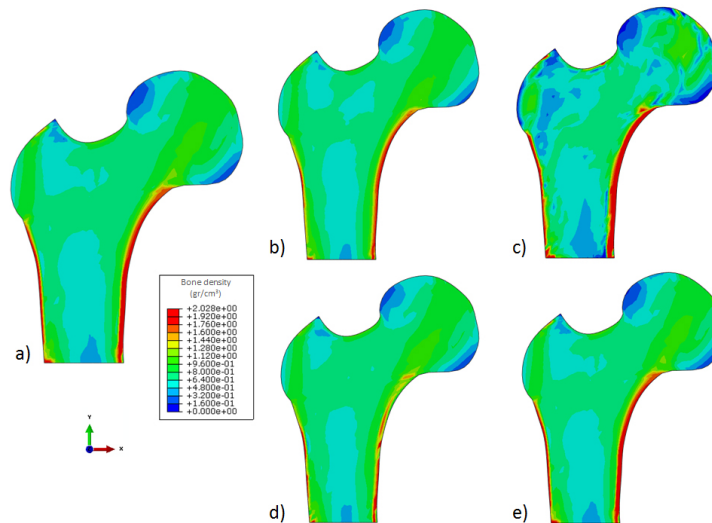 b)
c)
Bone density
(gr/cm³)
+2.028e+00
+1.920e+00
+1.760e+00
+1.600e+00
+1.440e+00
+1.280e+00
+1.120e+00
+9.600e-01
+8.000e-01
+6.400e-01
+4.800e-01
+3.200e-01
+1.600e-01
+0.000e+00
a)
Y
X
d)
e)